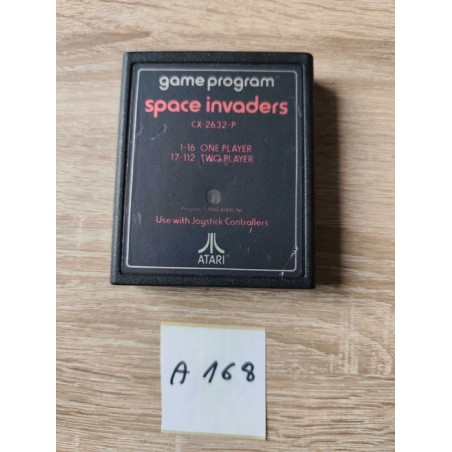 game program™
space invaders
CX-2632-P
1-16 ONE PLAYER
17-112 TWO PLAYER
Use with Joystick Controllers
ATARI
A 168